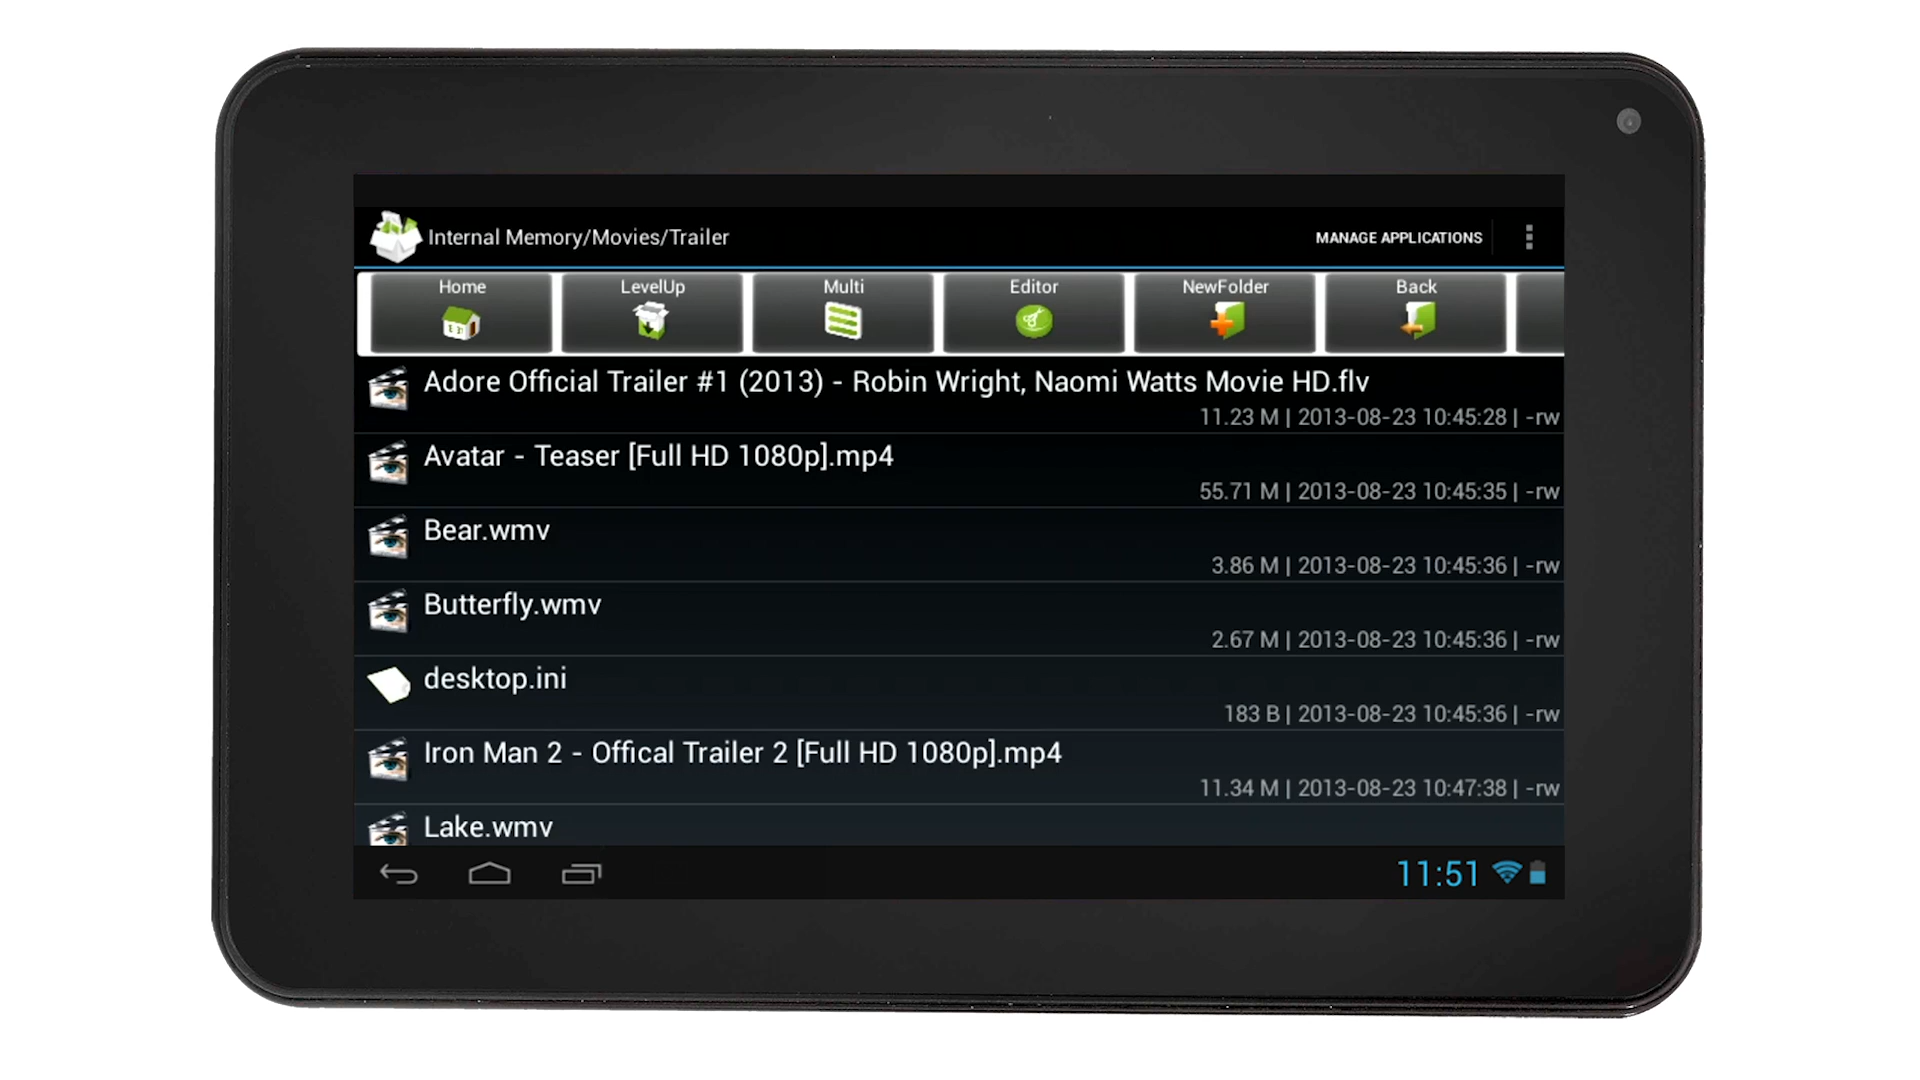 Internal Memory/Movies/Trailer
MANAGE APPLICATIONS
Home LevelUp Multi Editor NewFolder Back
Adore Official Trailer #1 (2013) - Robin Wright, Naomi Watts Movie HD.flv
11.23 M | 2013-08-23 10:45:28 | -rw
Avatar - Teaser [Full HD 1080p].mp4
55.71 M | 2013-08-23 10:45:35 | -rw
Bear.wmv
3.86 M | 2013-08-23 10:45:36 | -rw
Butterfly.wmv
2.67 M | 2013-08-23 10:45:36 | -rw
desktop.ini
183 B | 2013-08-23 10:45:36 | -rw
Iron Man 2 - Offical Trailer 2 [Full HD 1080p].mp4
11.34 M | 2013-08-23 10:47:38 | -rw
Lake.wmv
11:51